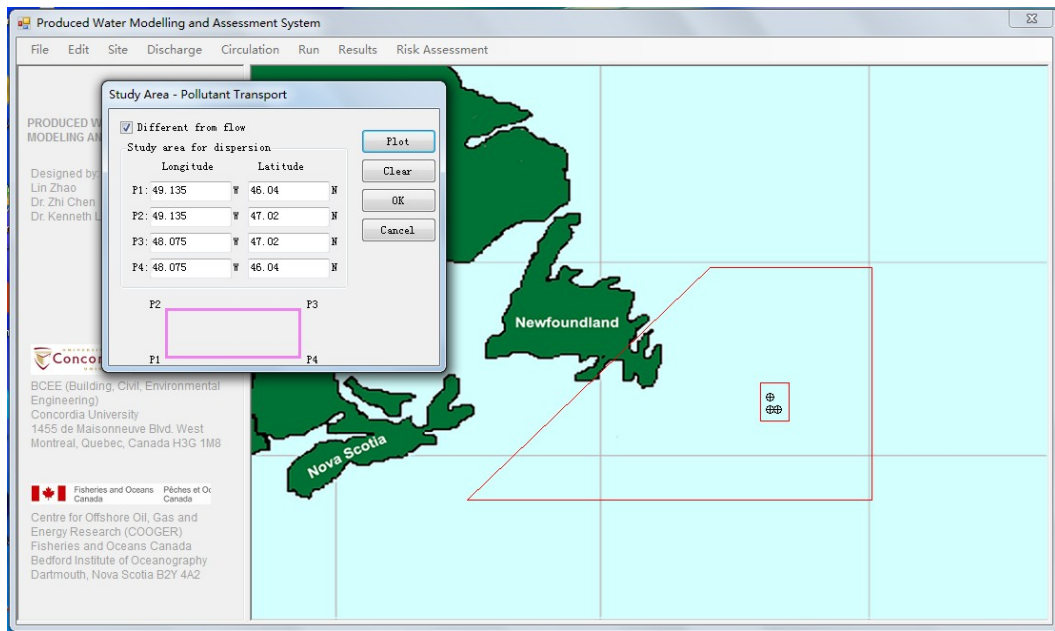 Produced Water Modelling and Assessment System
File Edit Site Discharge Circulation Run Results Risk Assessment
Study Area - Pollutant Transport
Different from flow
Study area for dispersion
Longitude Latitude
P1: 49.135 W 46.04 N
P2: 49.135 W 47.02 N
P3: 48.075 W 47.02 N
P4: 48.075 W 46.04 N
Plot
Clear
OK
Cancel
P2 P3
P1 P4
PRODUCED W
MODELING AN
Designed by:
Lin Zhao
Dr. Zhi Chen
Dr. Kenneth L
Concor
BCEE (Building, Civil, Environmental
Engineering)
Concordia University
1455 de Maisonneuve Blvd. West
Montreal, Quebec, Canada H3G 1M8
Fisheries and Oceans Pêches et Oc
Canada Canada
Centre for Offshore Oil, Gas and
Energy Research (COOGER)
Fisheries and Oceans Canada
Bedford Institute of Oceanography
Dartmouth, Nova Scotia B2Y 4A2
Newfoundland
Nova Scotia